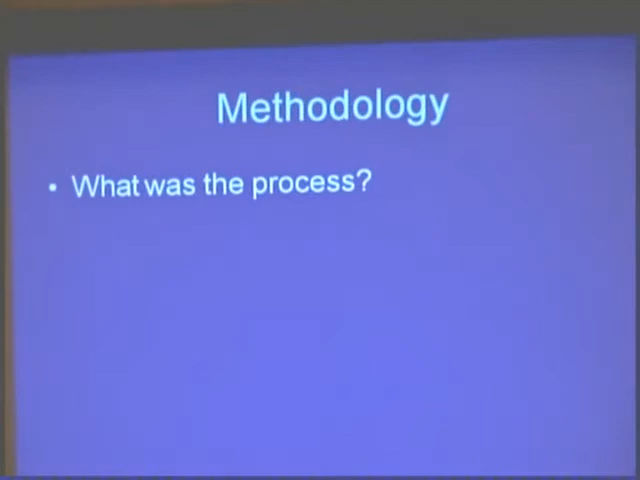 Methodology
• What was the process?